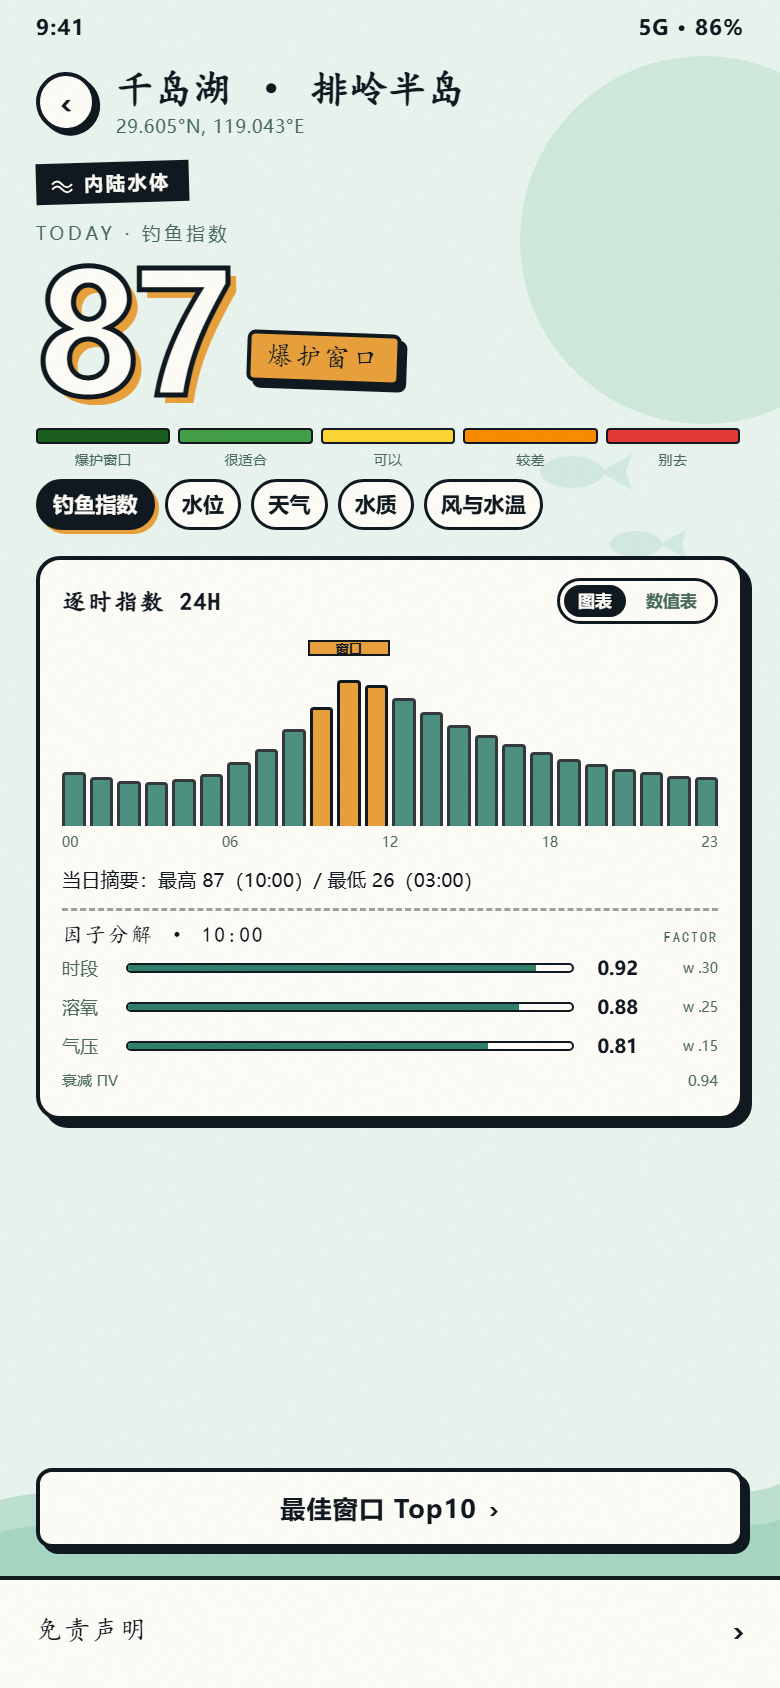 9:41 5G • 86%
‹ 千岛湖 • 排岭半岛
29.605°N, 119.043°E
内陆水体
TODAY · 钓鱼指数
87 爆护窗口
爆护窗口 很适合 可以 较差 别去
钓鱼指数 水位 天气 水质 风与水温
逐时指数 24H 图表 数值表
窗口
00 06 12 18 23
当日摘要：最高 87（10:00）/ 最低 26（03:00）
因子分解 • 10:00 FACTOR
时段 0.92 w .30
溶氧 0.88 w .25
气压 0.81 w .15
衰减 ΠV 0.94
最佳窗口 Top10 ›
免责声明 ›